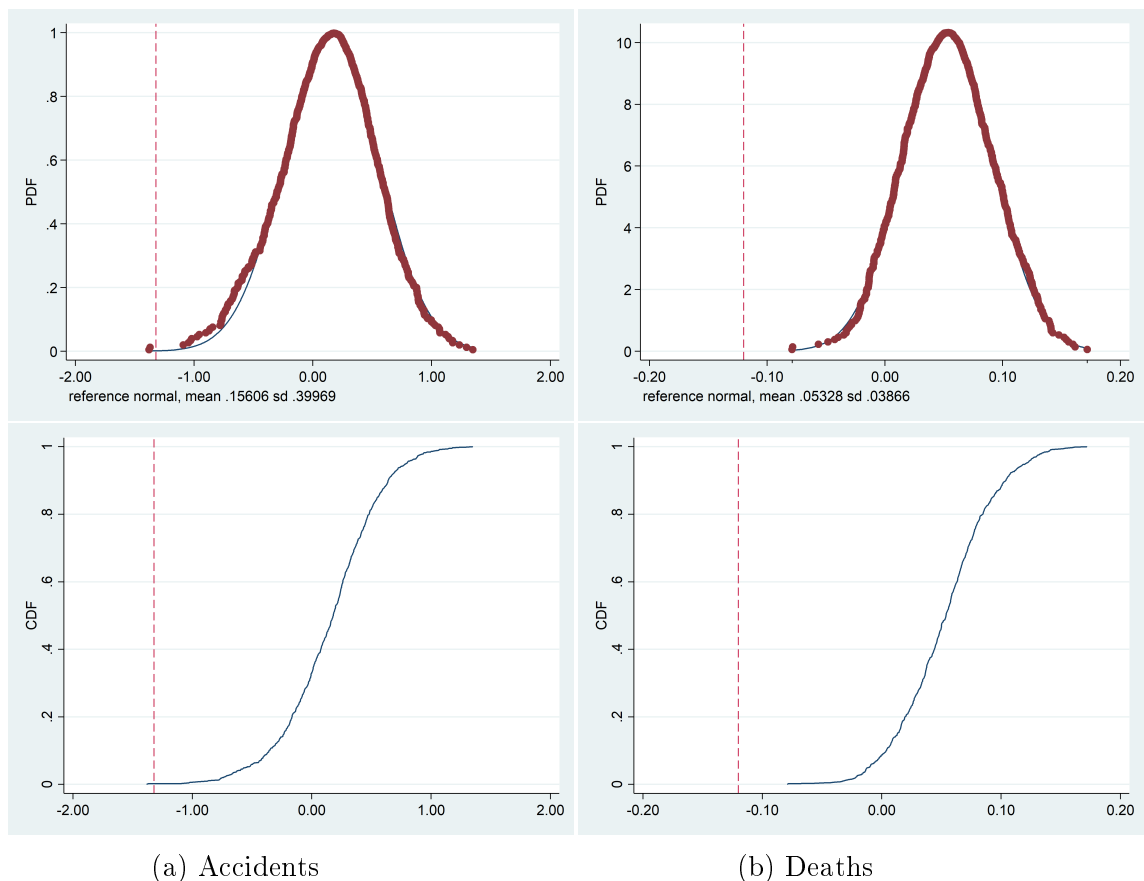 PDF
1
.8
.6
.4
.2
0
-2.00 -1.00 0.00 1.00 2.00
reference normal, mean .15606 sd .39969
PDF
10
8
6
4
2
0
-0.20 -0.10 0.00 0.10 0.20
reference normal, mean .05328 sd .03866
CDF
1
.8
.6
.4
.2
0
-2.00 -1.00 0.00 1.00 2.00
CDF
1
.8
.6
.4
.2
0
-0.20 -0.10 0.00 0.10 0.20
(a) Accidents
(b) Deaths